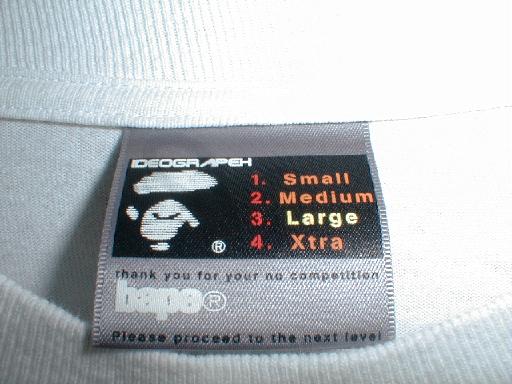 IDEOGRAPEH
1. Small
2. Medium
3. Large
4. Xtra
®
thank you for your no competition
bape®
Please proceed to the next level